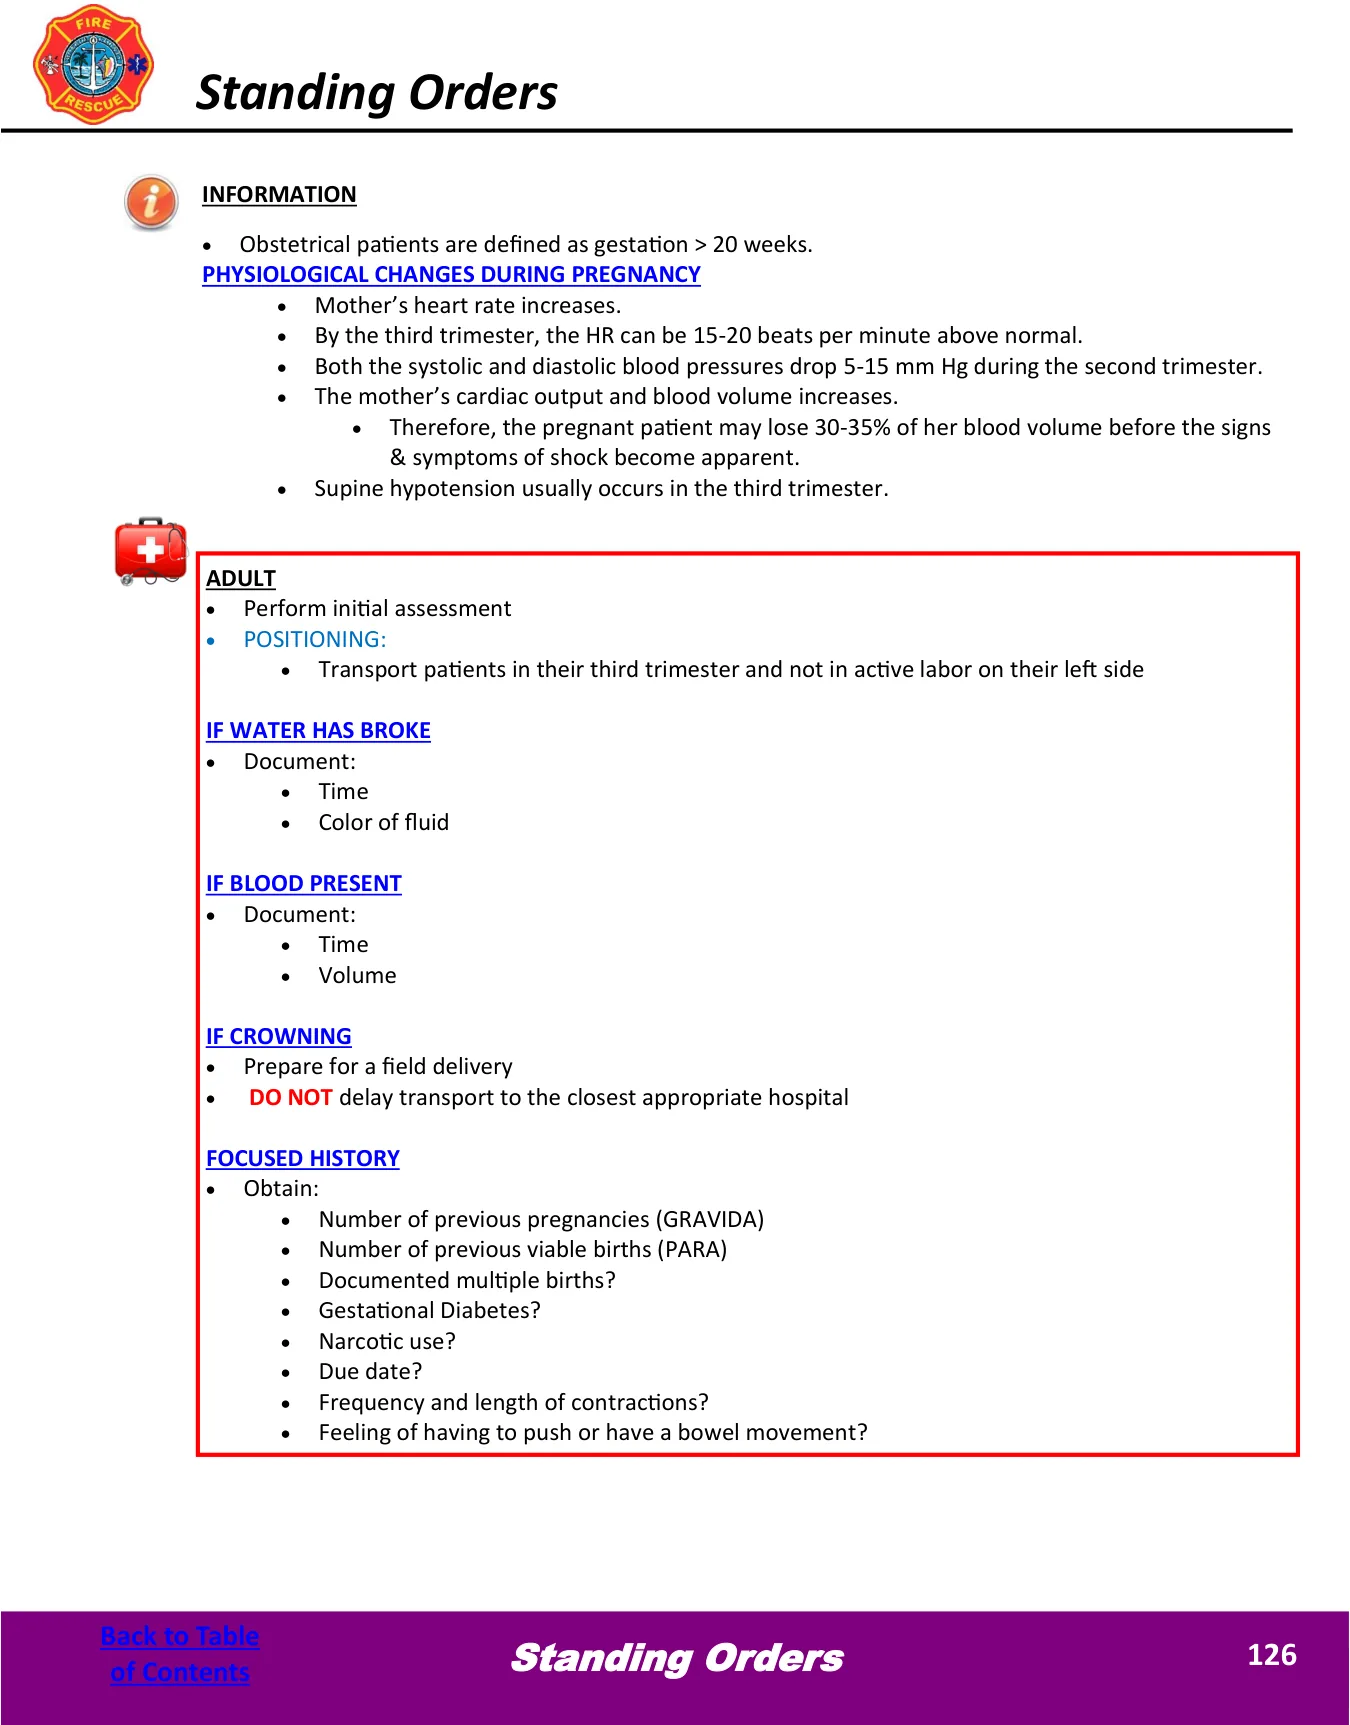 FIRE
RESCUE
Standing Orders
INFORMATION
• Obstetrical patients are defined as gestation > 20 weeks.
PHYSIOLOGICAL CHANGES DURING PREGNANCY
• Mother’s heart rate increases.
• By the third trimester, the HR can be 15-20 beats per minute above normal.
• Both the systolic and diastolic blood pressures drop 5-15 mm Hg during the second trimester.
• The mother’s cardiac output and blood volume increases.
• Therefore, the pregnant patient may lose 30-35% of her blood volume before the signs
& symptoms of shock become apparent.
• Supine hypotension usually occurs in the third trimester.
ADULT
• Perform initial assessment
• POSITIONING:
• Transport patients in their third trimester and not in active labor on their left side
IF WATER HAS BROKE
• Document:
• Time
• Color of fluid
IF BLOOD PRESENT
• Document:
• Time
• Volume
IF CROWNING
• Prepare for a field delivery
• DO NOT delay transport to the closest appropriate hospital
FOCUSED HISTORY
• Obtain:
• Number of previous pregnancies (GRAVIDA)
• Number of previous viable births (PARA)
• Documented multiple births?
• Gestational Diabetes?
• Narcotic use?
• Due date?
• Frequency and length of contractions?
• Feeling of having to push or have a bowel movement?
Back to Table
of Contents
Standing Orders
126